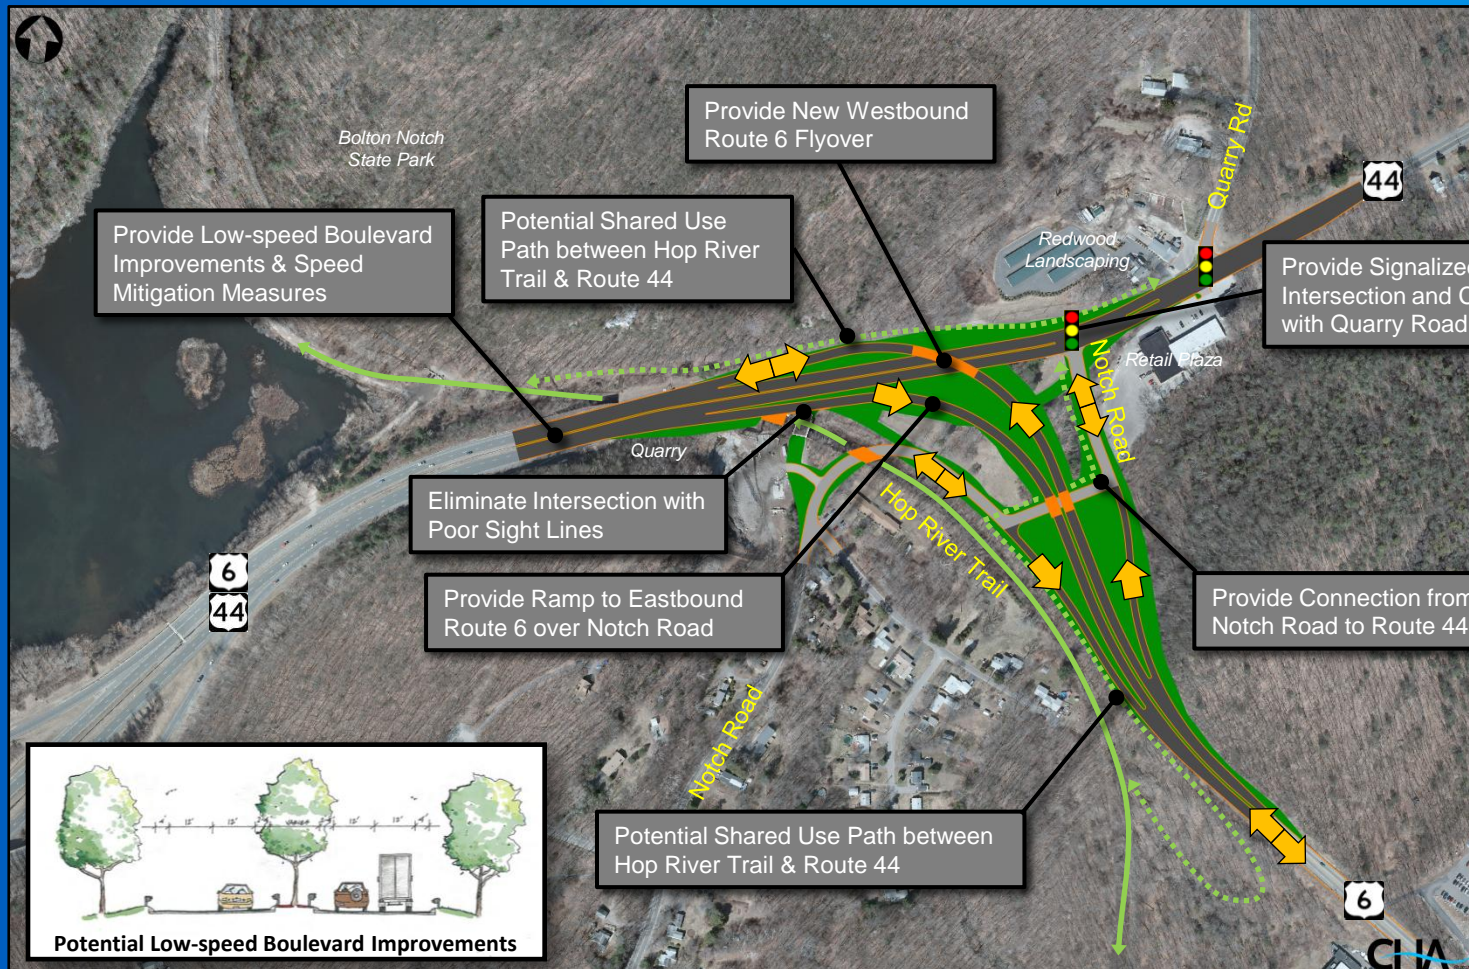 Provide New Westbound
Route 6 Flyover
Quarry Rd
Bolton Notch
State Park
44
Potential Shared Use
Path between Hop River
Trail & Route 44
Provide Low-speed Boulevard
Improvements & Speed
Mitigation Measures
Redwood
Landscaping
Provide Signalized
Intersection and
with Quarry Road
Retail Plaza
Notch Road
Quarry
Eliminate Intersection with
Poor Sight Lines
Hop River Trail
6
44
Provide Ramp to Eastbound
Route 6 over Notch Road
Provide Connection from
Notch Road to Route 44
Notch Road
Potential Shared Use Path between
Hop River Trail & Route 44
6
Potential Low-speed Boulevard Improvements
CHA